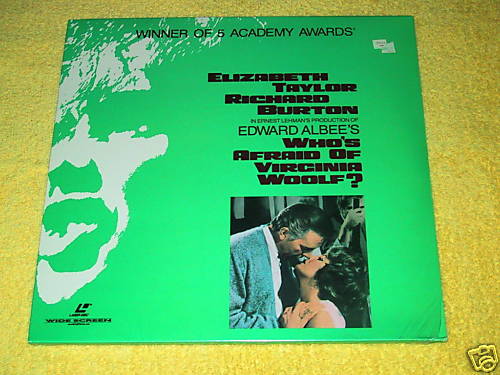 WINNER OF 5 ACADEMY AWARDS
ELIZABETH
TAYLOR
RICHARD
BURTON
IN ERNEST LEHMAN'S PRODUCTION OF
EDWARD ALBEE'S
WHO'S
AFRAID OF
VIRGINIA
WOOLF?
WIDE SCREEN